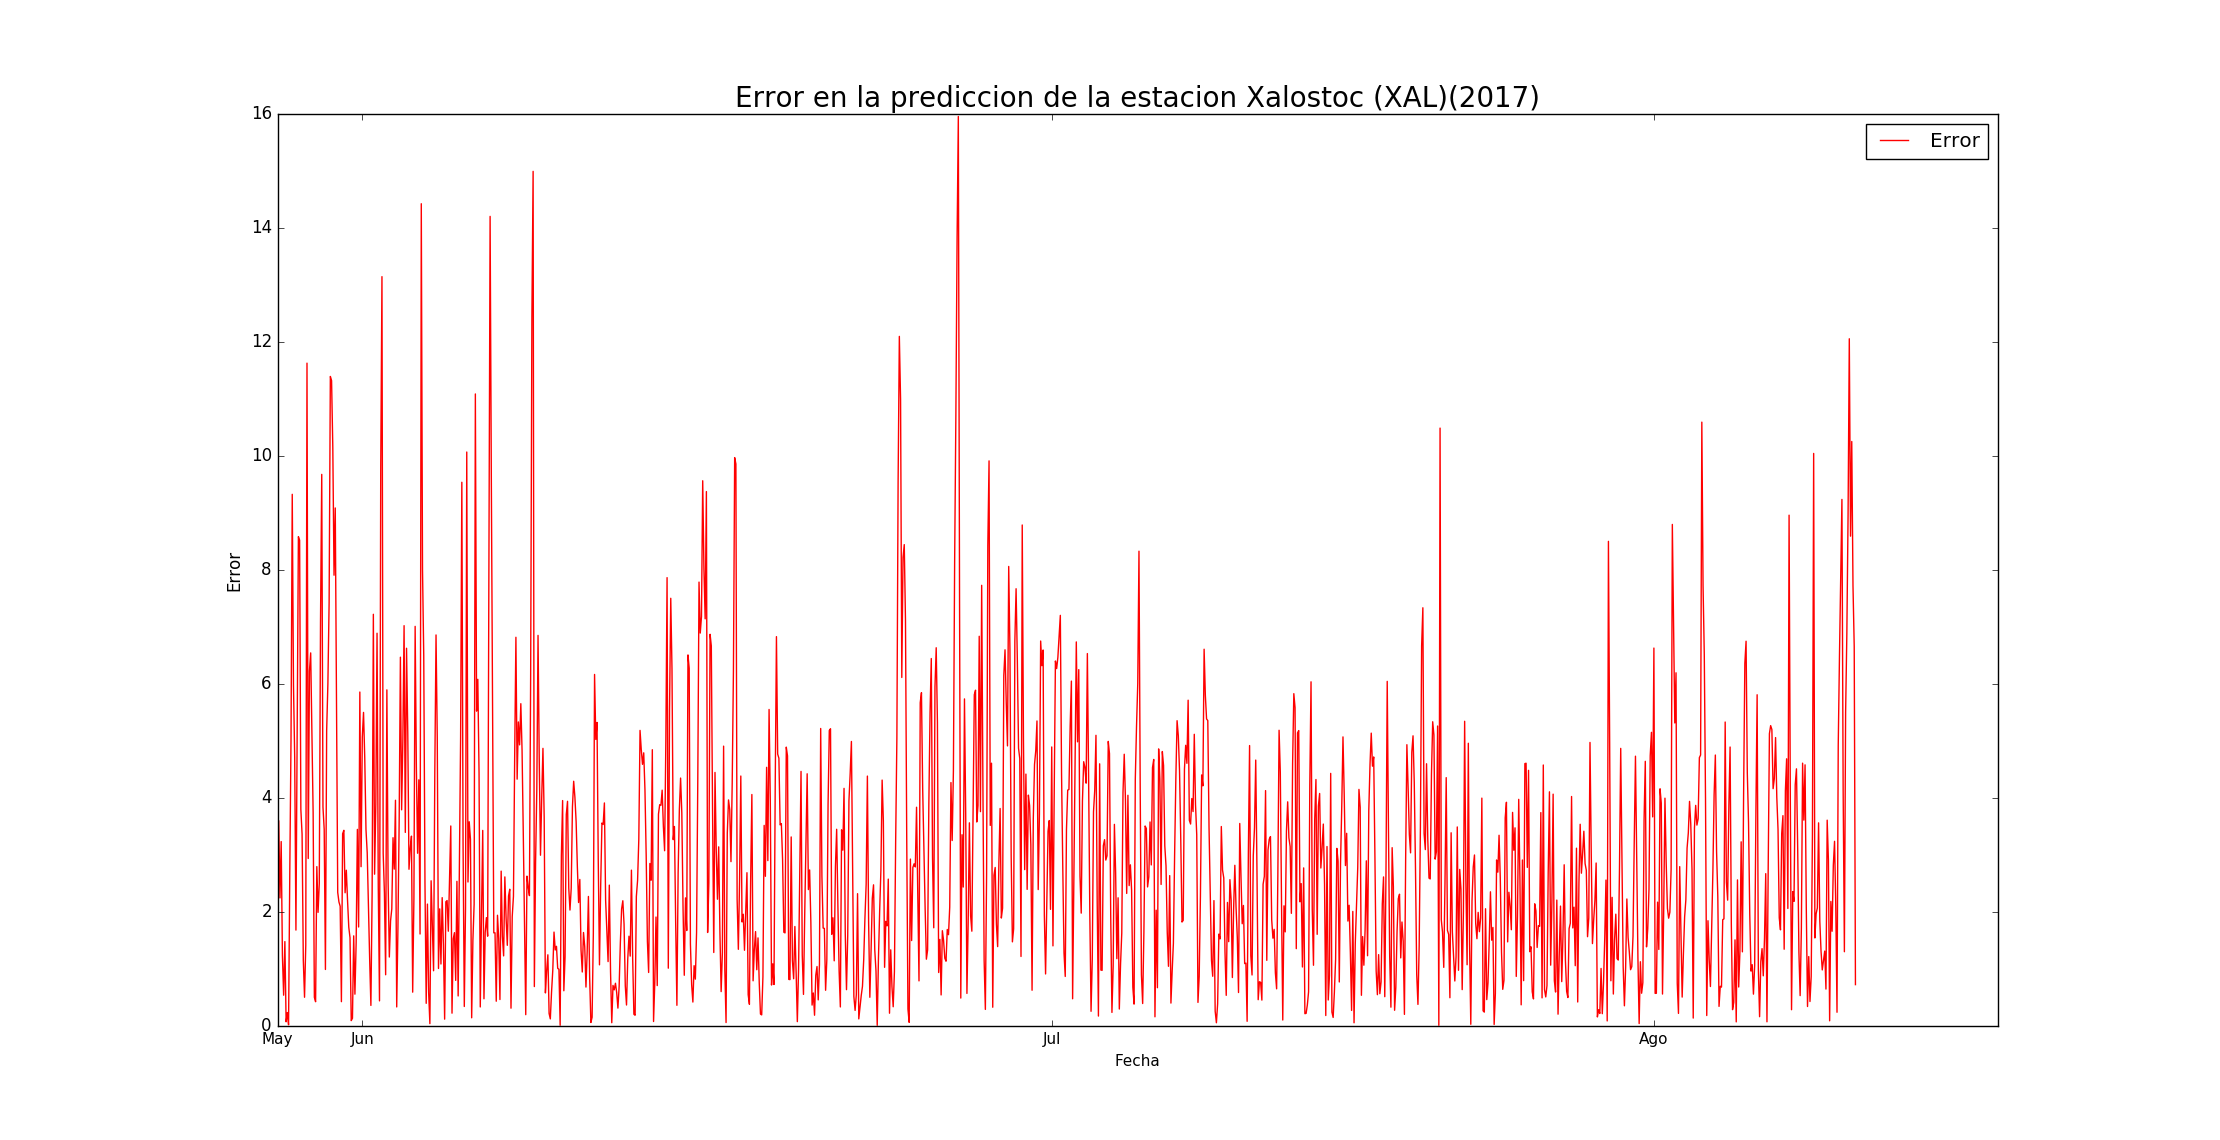 Error en la prediccion de la estacion Xalostoc (XAL)(2017)
Error
16
14
12
10
8
6
4
2
0
Error
May Jun Jul Ago
Fecha